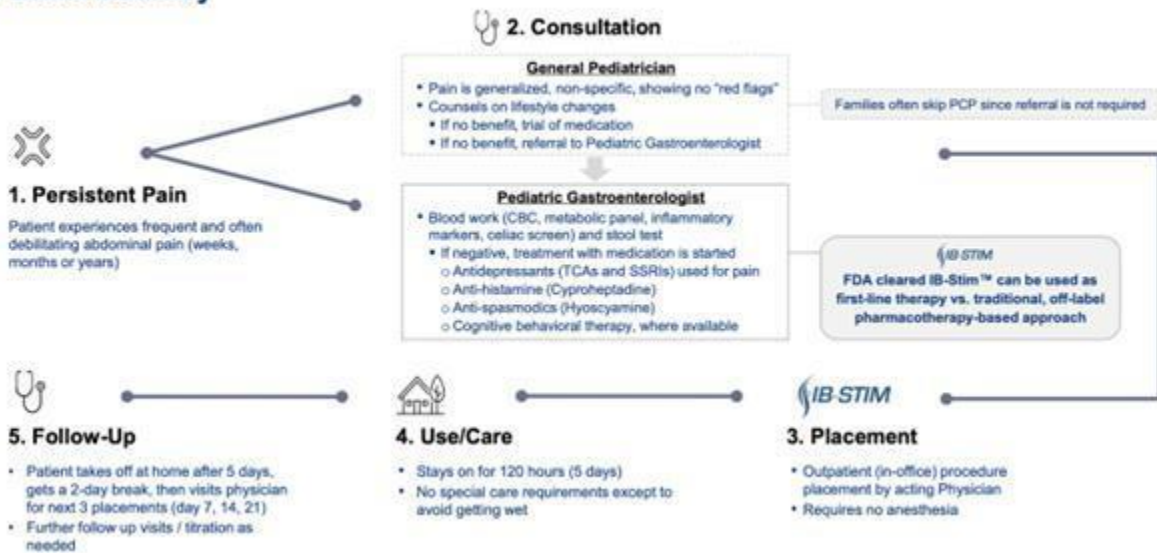 2. Consultation
General Pediatrician
• Pain is generalized, non-specific, showing no "red flags"
• Counsels on lifestyle changes
• If no benefit, trial of medication
• If no benefit, referral to Pediatric Gastroenterologist
Families often skip PCP since referral is not required
1. Persistent Pain
Patient experiences frequent and often
debilitating abdominal pain (weeks,
months or years)
Pediatric Gastroenterologist
• Blood work (CBC, metabolic panel, inflammatory
markers, celiac screen) and stool test
• If negative, treatment with medication is started
o Antidepressants (TCAs and SSRIs) used for pain
o Anti-histamine (Cyproheptadine)
o Anti-spasmodics (Hyoscyamine)
o Cognitive behavioral therapy, where available
IB-STIM
FDA cleared IB-Stim™ can be used as
first-line therapy vs. traditional, off-label
pharmacotherapy-based approach
5. Follow-Up
• Patient takes off at home after 5 days,
gets a 2-day break, then visits physician
for next 3 placements (day 7, 14, 21)
• Further follow up visits / titration as
needed
4. Use/Care
• Stays on for 120 hours (5 days)
• No special care requirements except to
avoid getting wet
IB-STIM
3. Placement
• Outpatient (in-office) procedure
placement by acting Physician
• Requires no anesthesia